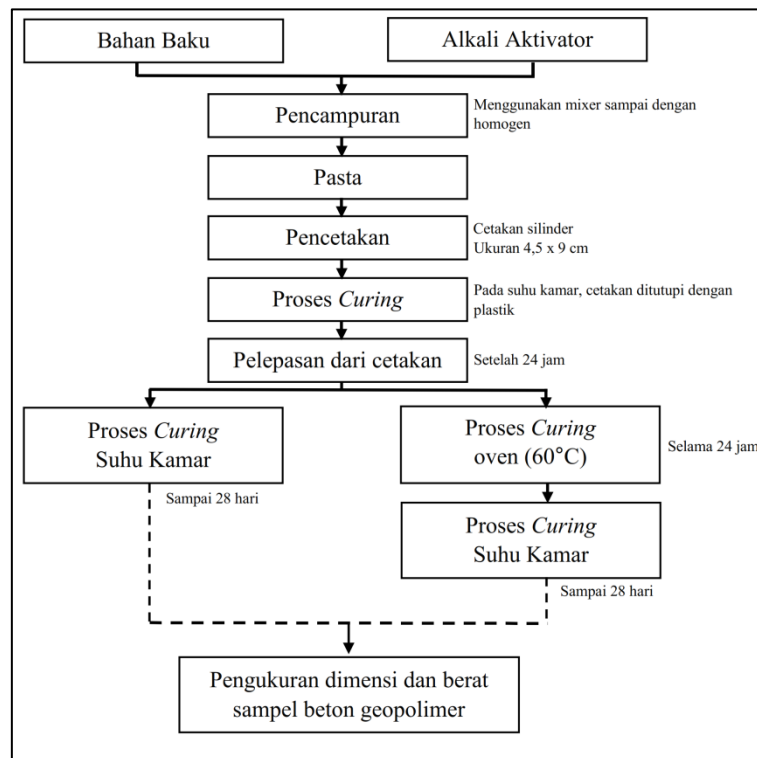 Bahan Baku
Alkali Aktivator
Pencampuran
Menggunakan mixer sampai dengan
homogen
Pasta
Pencetakan
Cetakan silinder
Ukuran 4,5 x 9 cm
Proses Curing
Pada suhu kamar, cetakan ditutupi dengan
plastik
Pelepasan dari cetakan
Setelah 24 jam
Proses Curing
Suhu Kamar
Sampai 28 hari
Proses Curing
oven (60°C)
Selama 24 jam
Proses Curing
Suhu Kamar
Sampai 28 hari
Pengukuran dimensi dan berat
sampel beton geopolimer